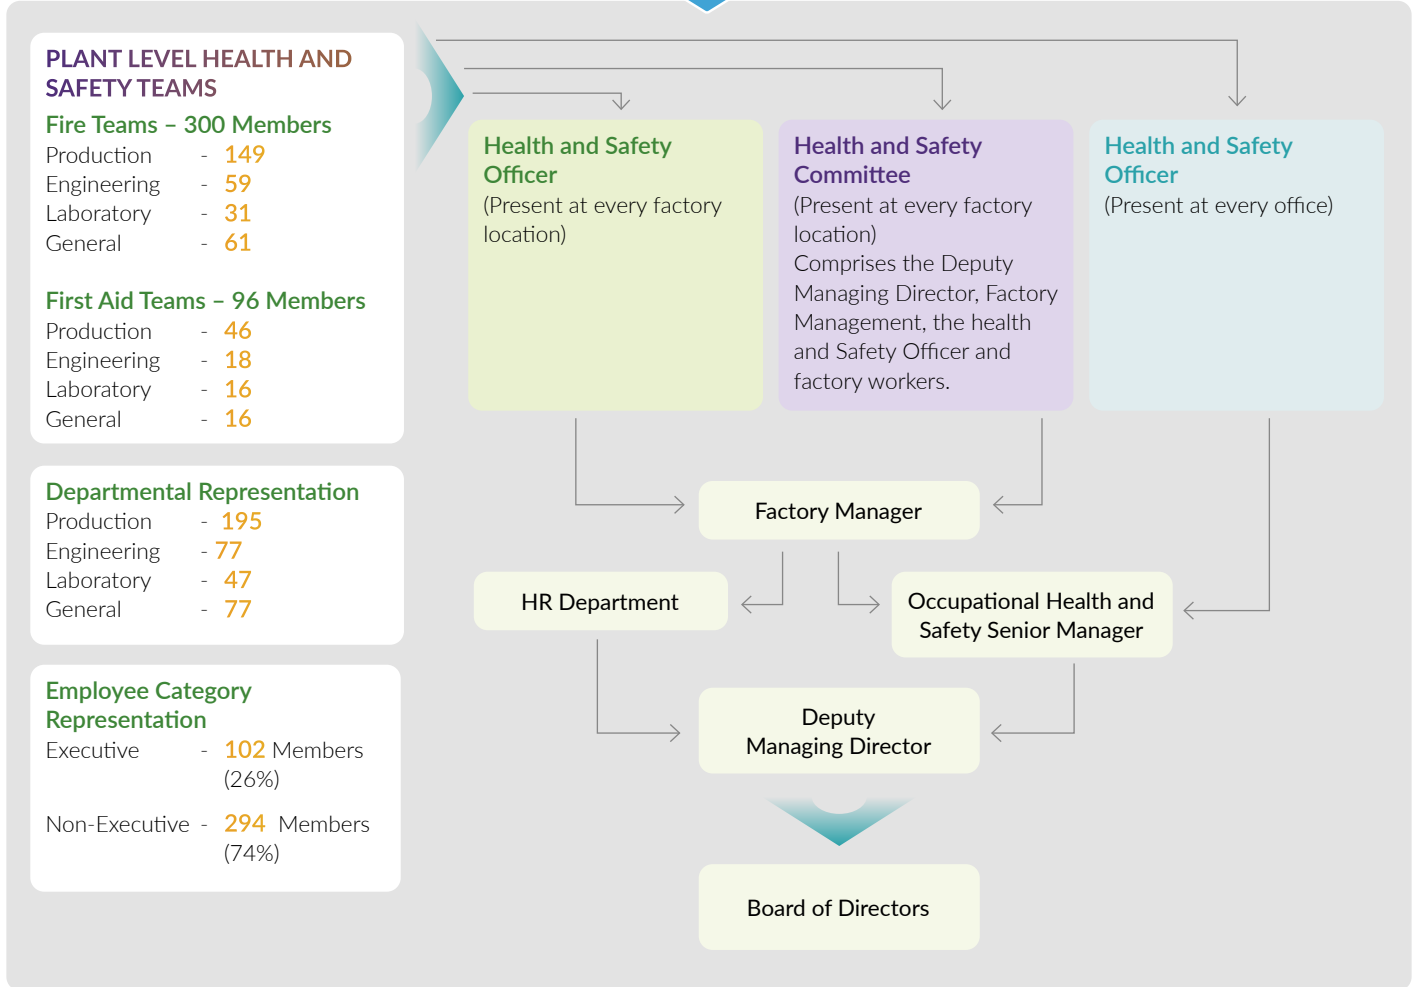 PLANT LEVEL HEALTH AND
SAFETY TEAMS
Fire Teams – 300 Members
Production - 149
Engineering - 59
Laboratory - 31
General - 61
First Aid Teams – 96 Members
Production - 46
Engineering - 18
Laboratory - 16
General - 16
Departmental Representation
Production - 195
Engineering - 77
Laboratory - 47
General - 77
Employee Category
Representation
Executive - 102 Members
(26%)
Non-Executive - 294 Members
(74%)
Health and Safety
Officer
(Present at every factory
location)
Health and Safety
Committee
(Present at every factory
location)
Comprises the Deputy
Managing Director, Factory
Management, the health
and Safety Officer and
factory workers.
Health and Safety
Officer
(Present at every office)
Factory Manager
HR Department
Occupational Health and
Safety Senior Manager
Deputy
Managing Director
Board of Directors